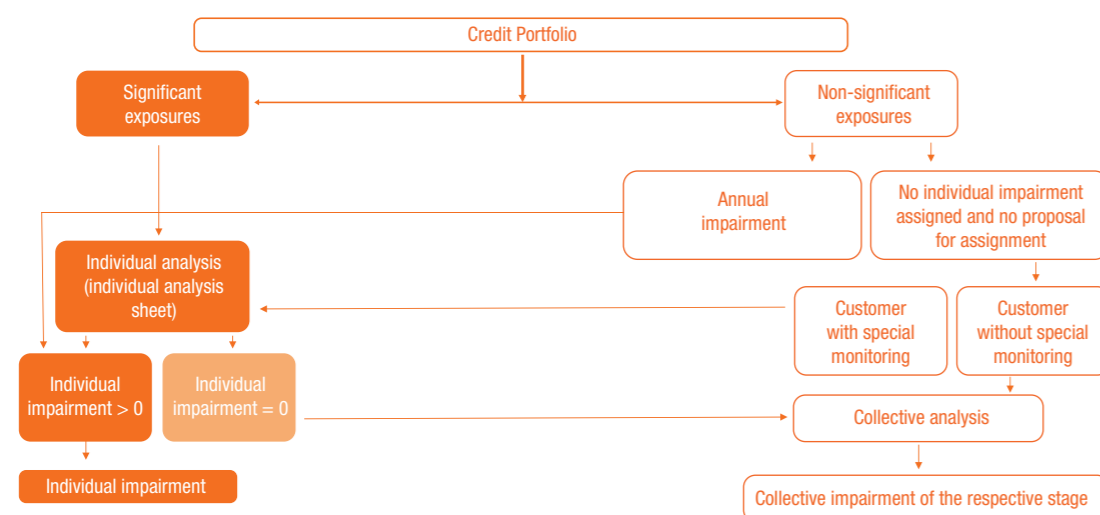 Credit Portfolio
Significant
exposures
Non-significant
exposures
Annual
impairment
No individual impairment
assigned and no proposal
for assignment
Individual analysis
(individual analysis
sheet)
Customer
with special
monitoring
Customer
without special
monitoring
Individual
impairment > 0
Individual
impairment = 0
Collective analysis
Individual impairment
Collective impairment of the respective stage